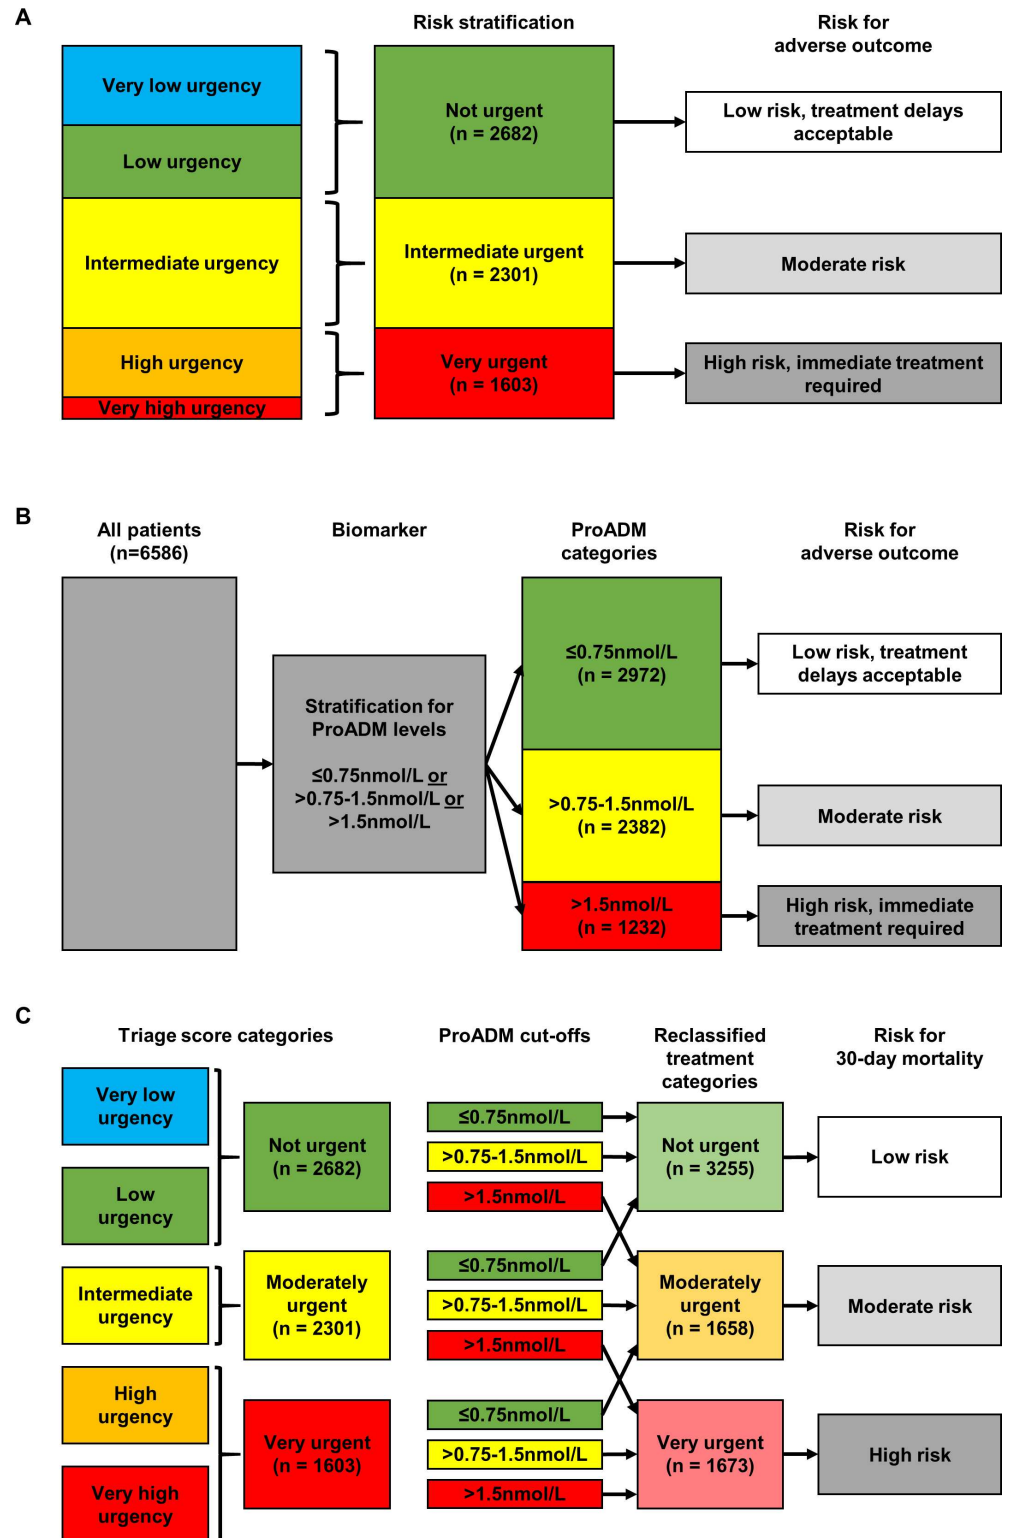 A
Risk stratification
Risk for
adverse outcome
Very low urgency
Low urgency
Intermediate urgency
High urgency
Very high urgency
Not urgent
(n = 2682)
Intermediate urgent
(n = 2301)
Very urgent
(n = 1603)
Low risk, treatment delays
acceptable
Moderate risk
High risk, immediate treatment
required
B
All patients
(n=6586)
Biomarker
ProADM
categories
Risk for
adverse outcome
Stratification for
ProADM levels
≤0.75nmol/L or
>0.75-1.5nmol/L or
>1.5nmol/L
≤0.75nmol/L
(n = 2972)
>0.75-1.5nmol/L
(n = 2382)
>1.5nmol/L
(n = 1232)
Low risk, treatment
delays acceptable
Moderate risk
High risk, immediate
treatment required
C
Triage score categories
ProADM cut-offs
Reclassified
treatment
categories
Risk for
30-day mortality
Very low
urgency
Low
urgency
Intermediate
urgency
High
urgency
Very high
urgency
Not urgent
(n = 2682)
Moderately
urgent
(n = 2301)
Very urgent
(n = 1603)
≤0.75nmol/L
>0.75-1.5nmol/L
>1.5nmol/L
≤0.75nmol/L
>0.75-1.5nmol/L
>1.5nmol/L
≤0.75nmol/L
>0.75-1.5nmol/L
>1.5nmol/L
Not urgent
(n = 3255)
Moderately
urgent
(n = 1658)
Very urgent
(n = 1673)
Low risk
Moderate risk
High risk